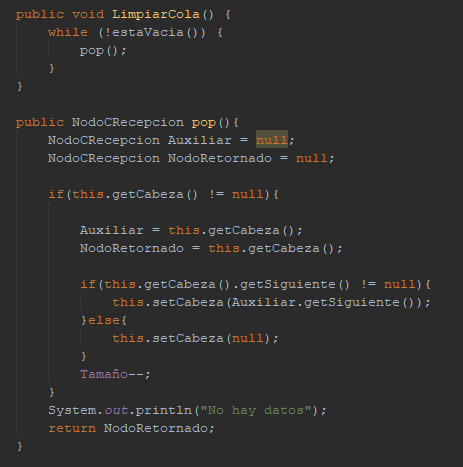 public void LimpiarCola() {
    while (!estaVacia()) {
        pop();
    }
}

public NodoCRecepcion pop(){
    NodoCRecepcion Auxiliar = null;
    NodoCRecepcion NodoRetornado = null;

    if(this.getCabeza() != null){

        Auxiliar = this.getCabeza();
        NodoRetornado = this.getCabeza();

        if(this.getCabeza().getSiguiente() != null){
            this.setCabeza(Auxiliar.getSiguiente());
        }else{
            this.setCabeza(null);
        }
        Tamaño--;
    }
    System.out.println("No hay datos");
    return NodoRetornado;
}